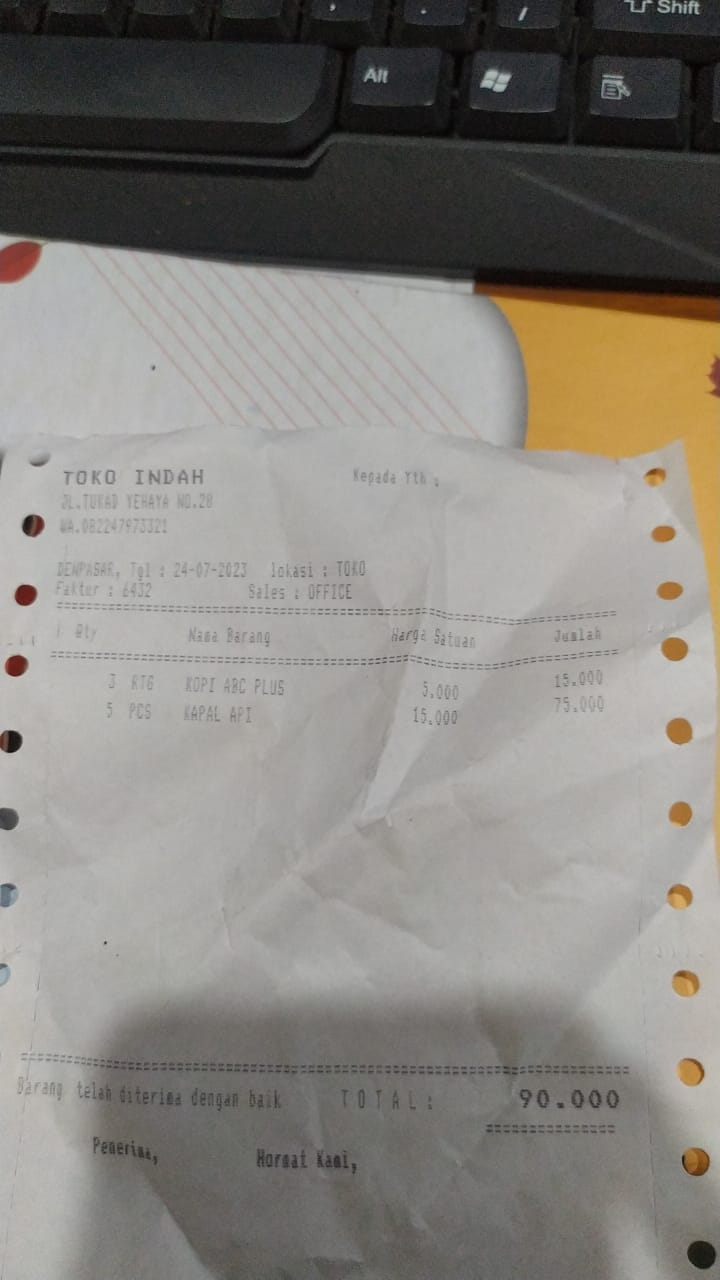 Shift
Alt
TOKO INDAH
Kepada Yth :
JL.TUKAD YEHAYA NO.28
WA.082247973321
DENPASAR, Tgl : 24-07-2023 lokasi : TOKO
Faktur : 6432 Sales : OFFICE
Qty Nama Barang Harga Satuan Jumlah
3 RTG KOPI ABC PLUS 5.000 15.000
5 PCS KAPAL API 15.000 75.000
Barang telah diterima dengan baik TOTAL: 90.000
Penerima, Hormat Kami,